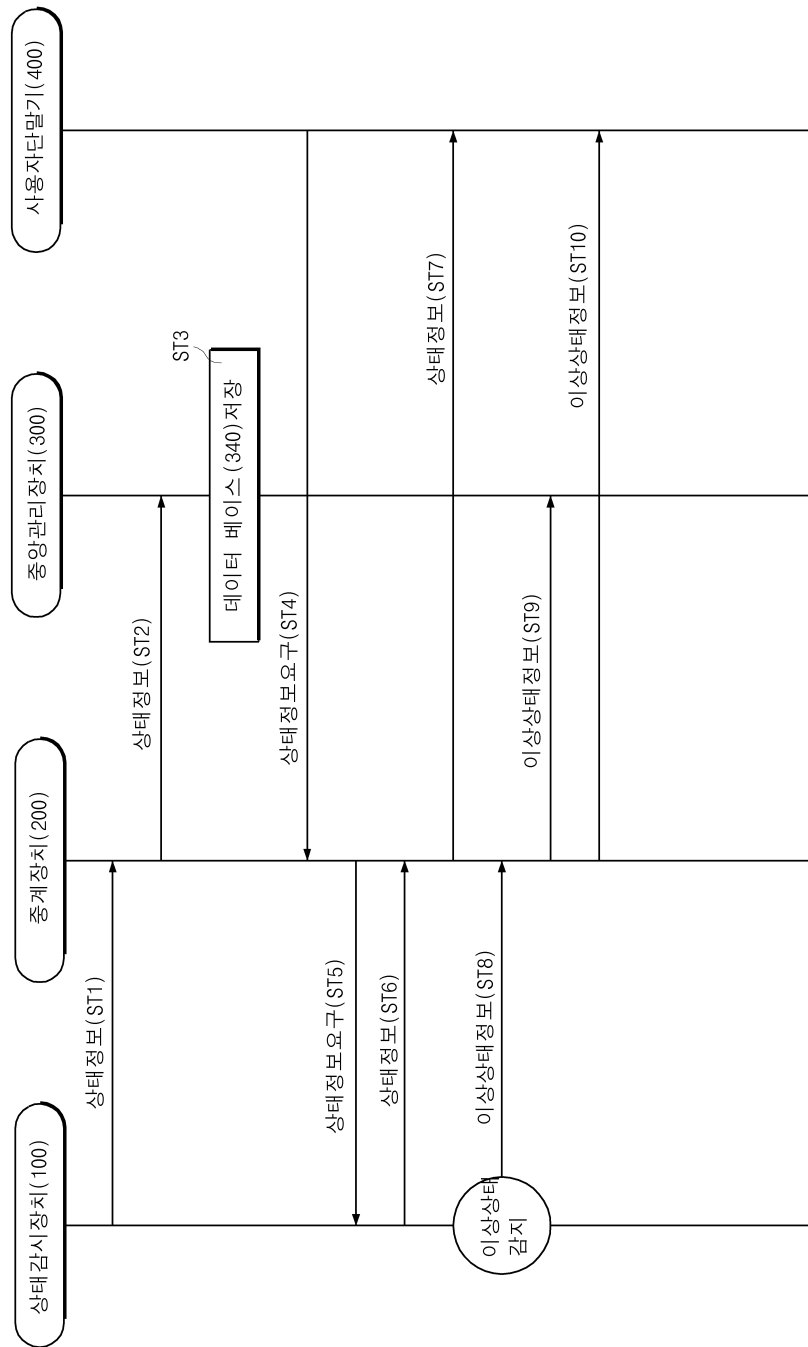 상태감시장치(100)
중계장치(200)
중앙관리장치(300)
사용자단말기(400)
상태정보(ST1)
상태정보(ST2)
ST3
데이터 베이스(340)저장
상태정보요구(ST4)
상태정보요구(ST5)
상태정보(ST6)
상태정보(ST7)
이상상태
감지
이상상태정보(ST8)
이상상태정보(ST9)
이상상태정보(ST10)